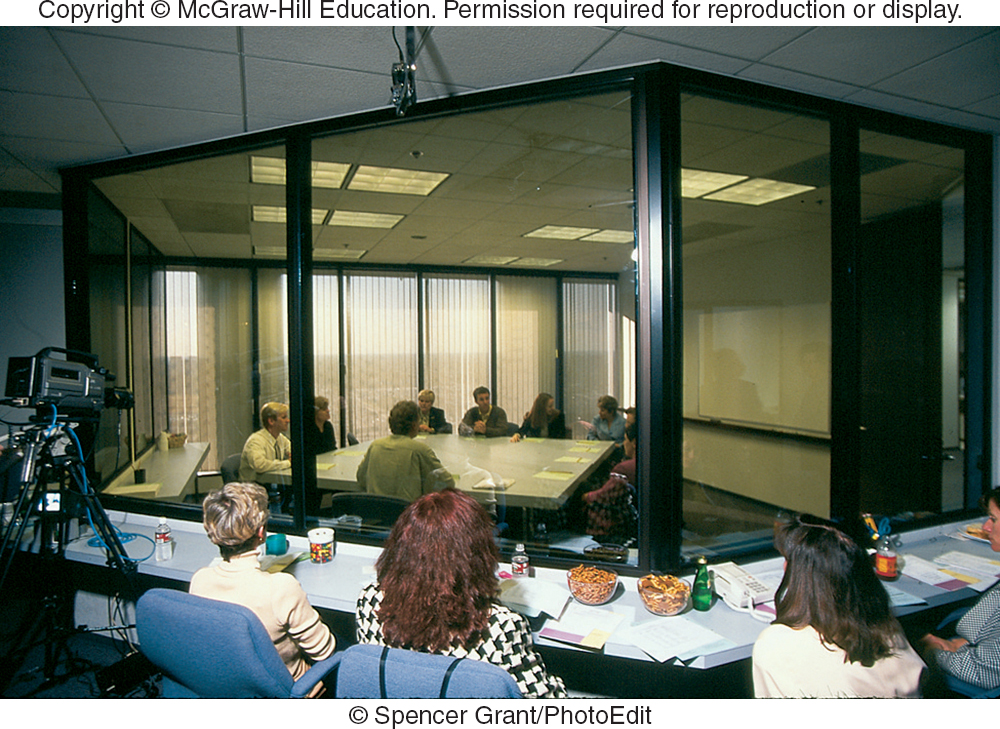 Copyright © McGraw-Hill Education. Permission required for reproduction or display.
© Spencer Grant/PhotoEdit